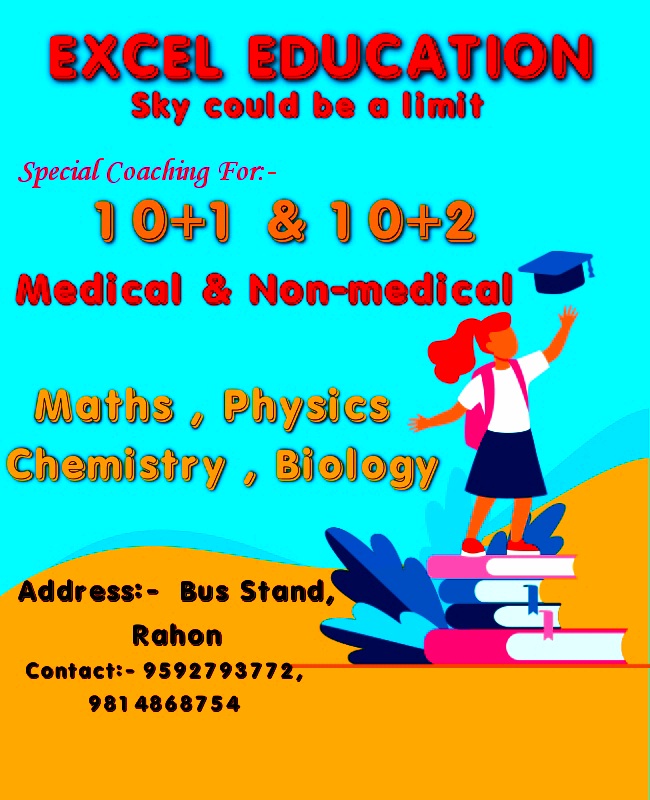 EXCEL EDUCATION
Sky could be a limit
Special Coaching For:-
10+1 & 10+2
Medical & Non-medical
Maths , Physics
Chemistry , Biology
Address:- Bus Stand,
Rahon
Contact:- 9592793772,
9814868754